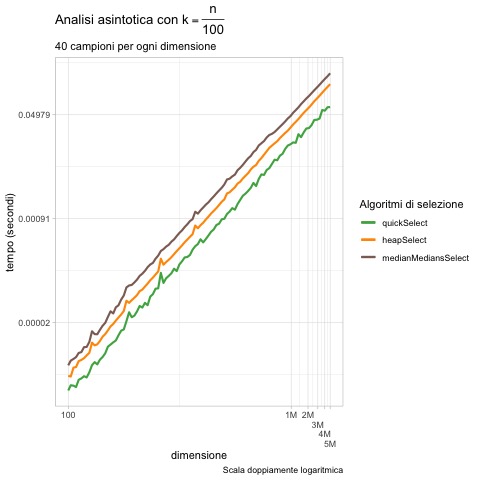 Analisi asintotica con k = n/100
40 campioni per ogni dimensione
tempo (secondi)
0.04979
0.00091
0.00002
100
1M
2M
3M
4M
5M
dimensione
Algoritmi di selezione
quickSelect
heapSelect
medianMediansSelect
Scala doppiamente logaritmica